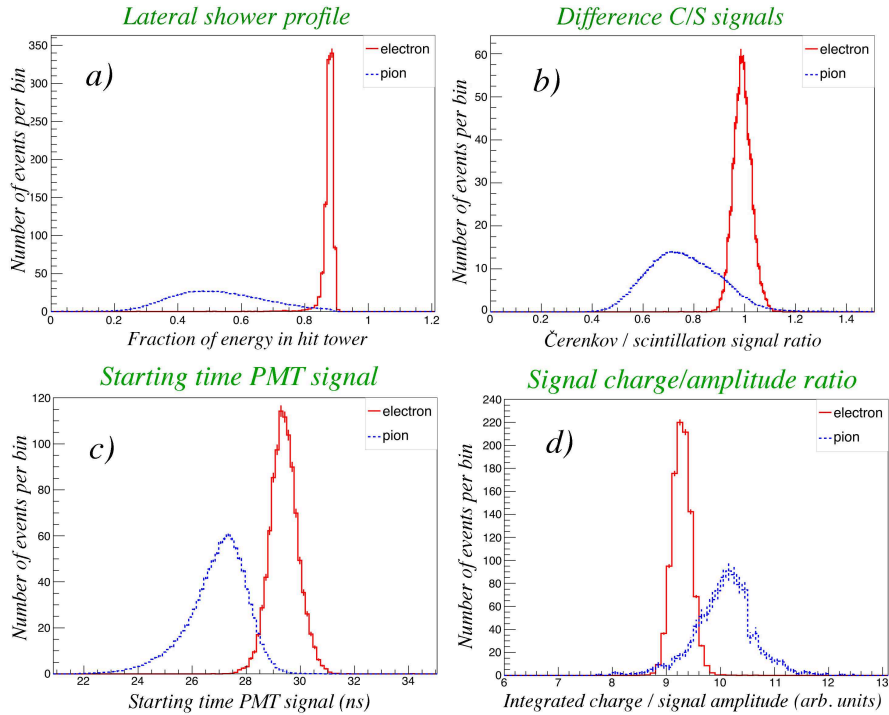 Lateral shower profile
Number of events per bin
350
300
250
200
150
100
50
0
a)
electron
pion
0 0.2 0.4 0.6 0.8 1 1.2
Fraction of energy in hit tower
Difference C/S signals
Number of events per bin
60
50
40
30
20
10
0
b)
electron
pion
0 0.2 0.4 0.6 0.8 1 1.2 1.4
Čerenkov / scintillation signal ratio
Starting time PMT signal
Number of events per bin
120
100
80
60
40
20
0
c)
electron
pion
22 24 26 28 30 32 34
Starting time PMT signal (ns)
Signal charge/amplitude ratio
Number of events per bin
240
220
200
180
160
140
120
100
80
60
40
20
0
d)
electron
pion
6 7 8 9 10 11 12 13
Integrated charge / signal amplitude (arb. units)